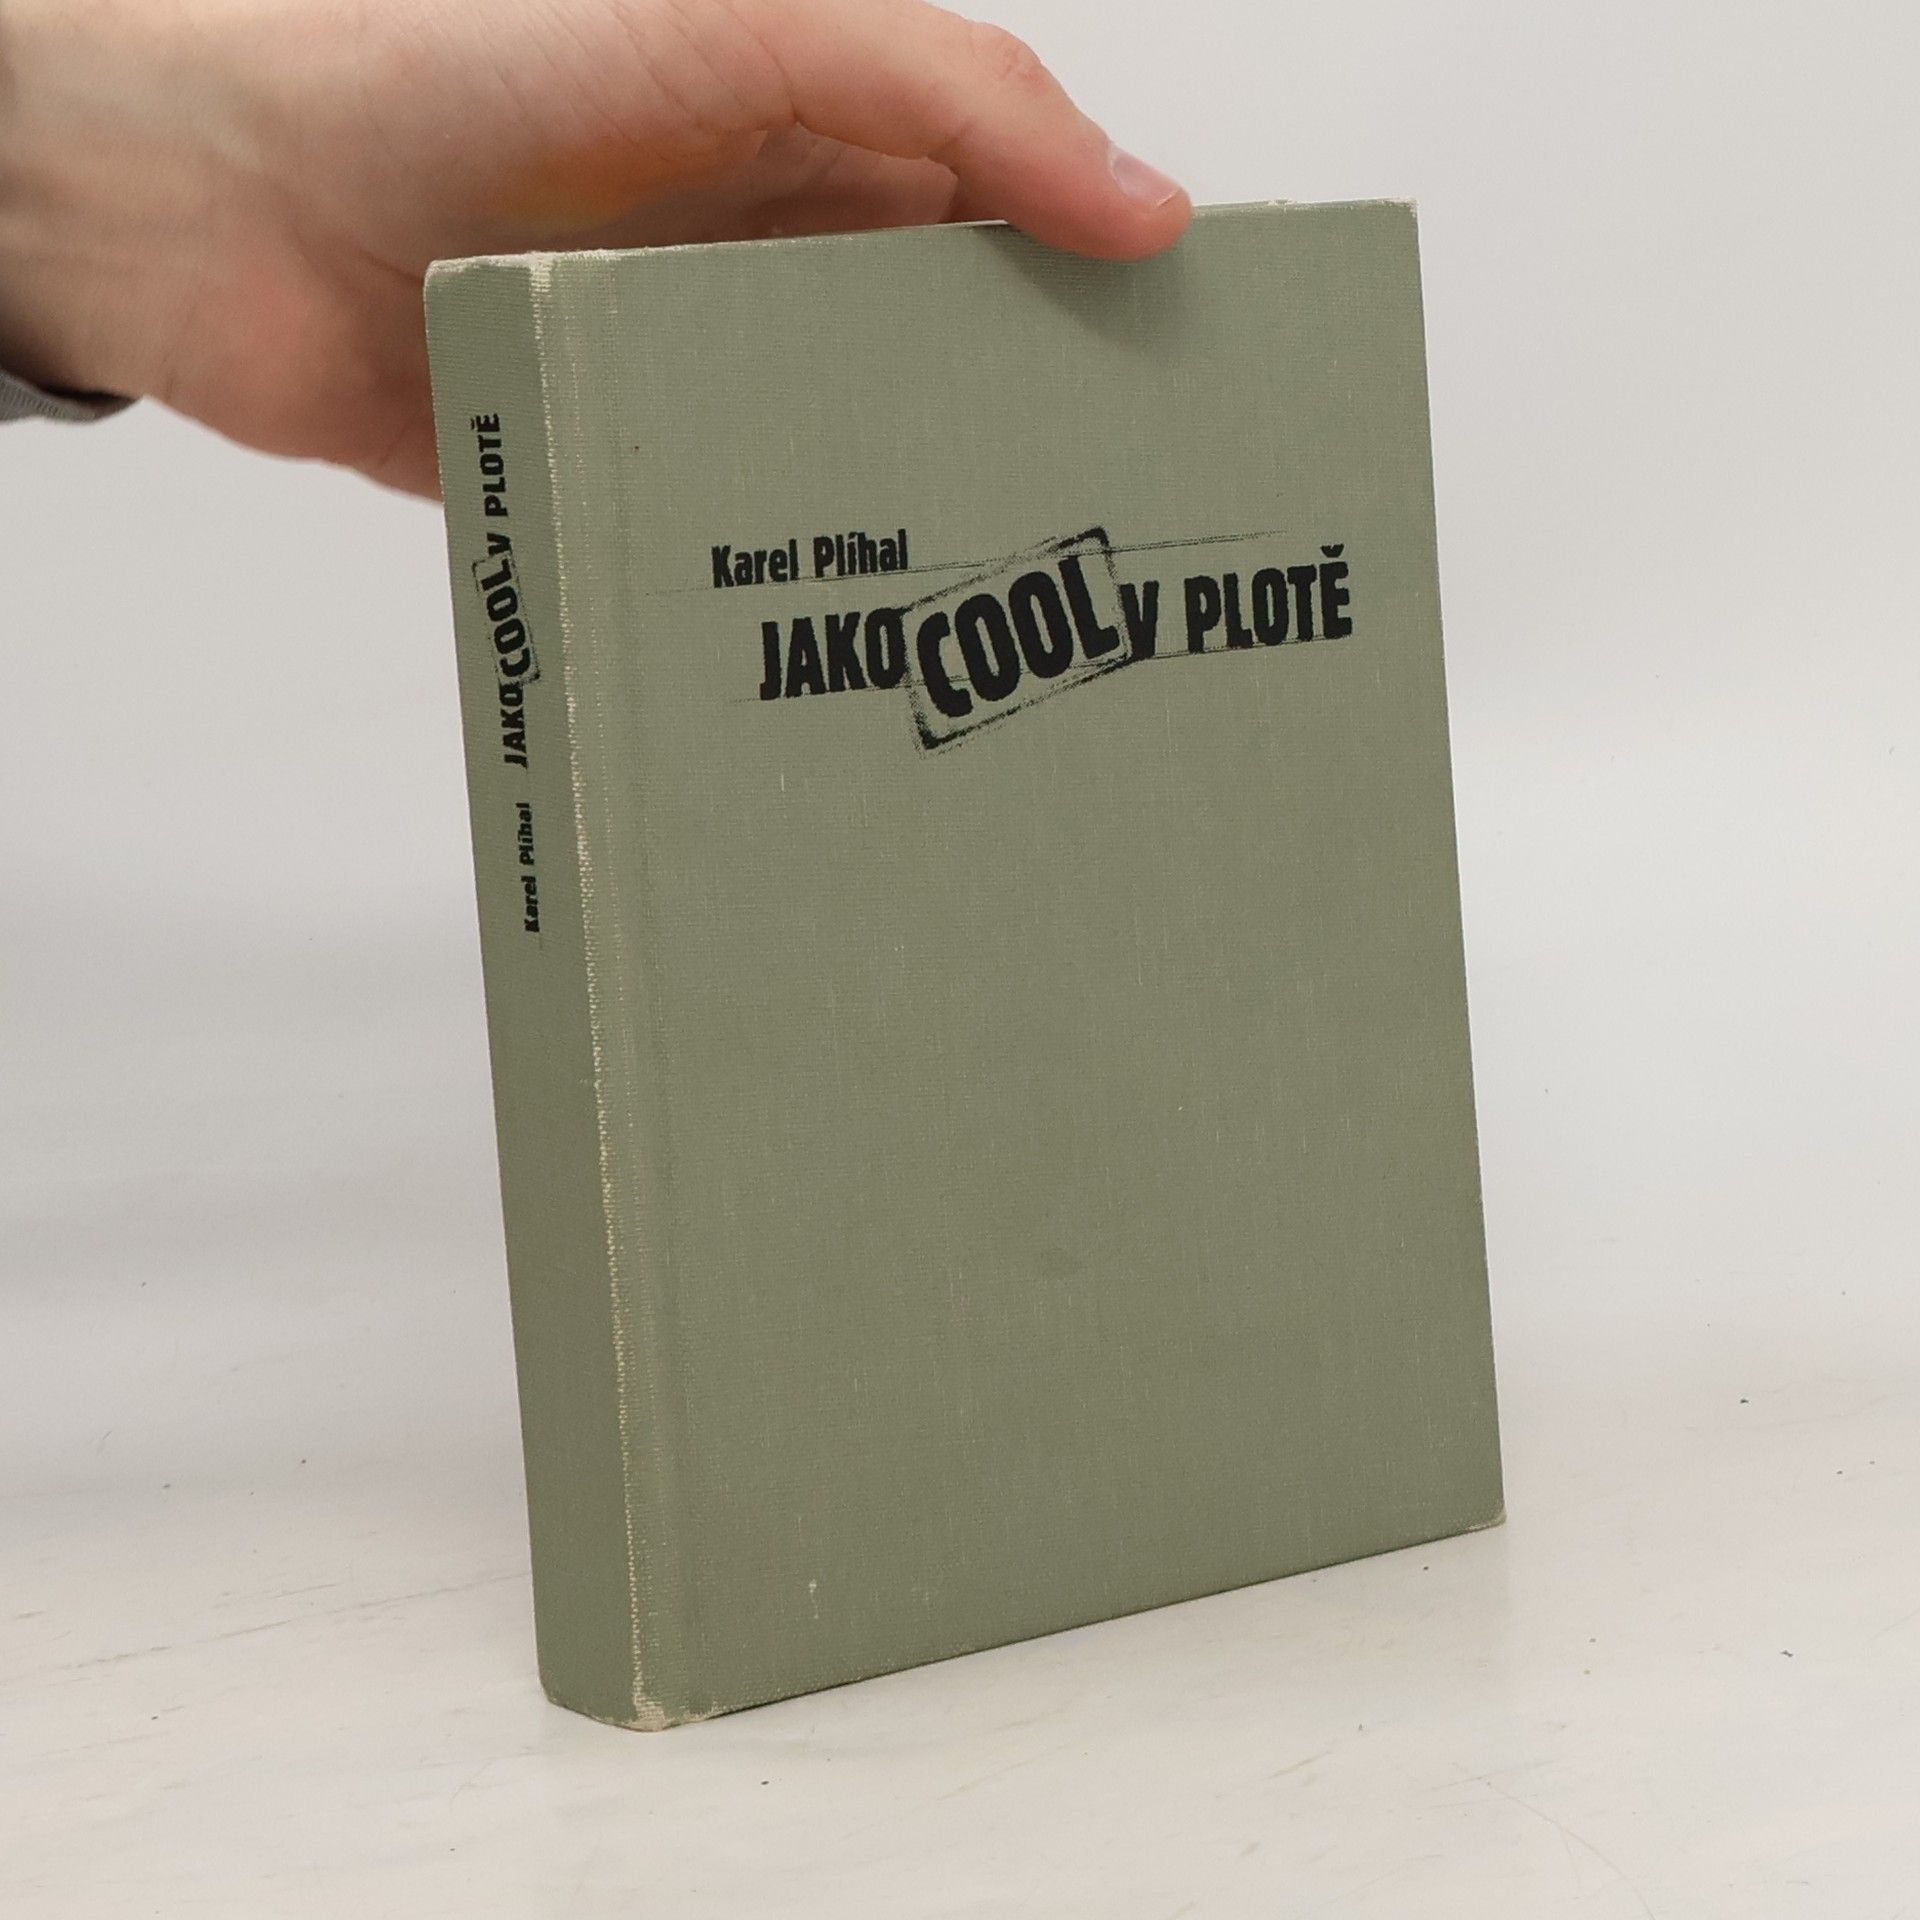 Karel Plíhal
JAKO COOL V PLOTĚ
Karel Plíhal JAKO COOL V PLOTĚ